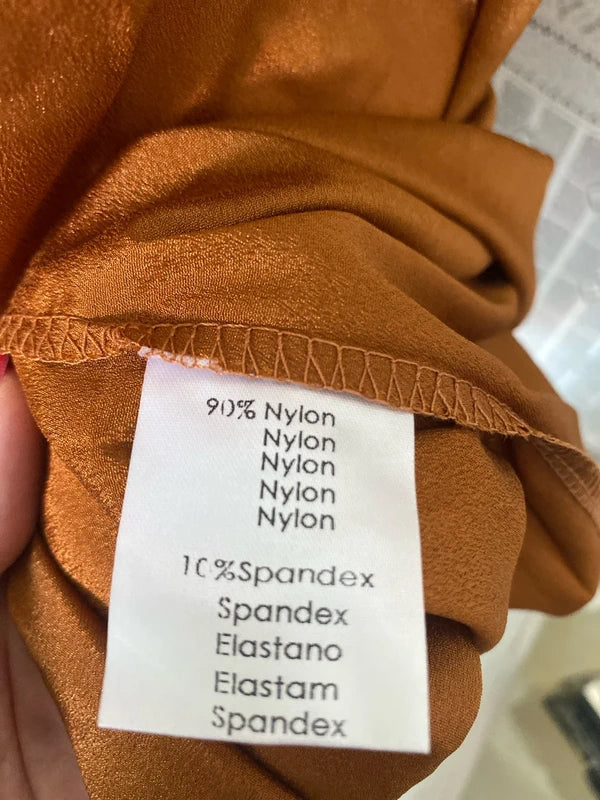 90% Nylon
Nylon
Nylon
Nylon
Nylon
10%Spandex
Spandex
Elastano
Elastam
Spandex